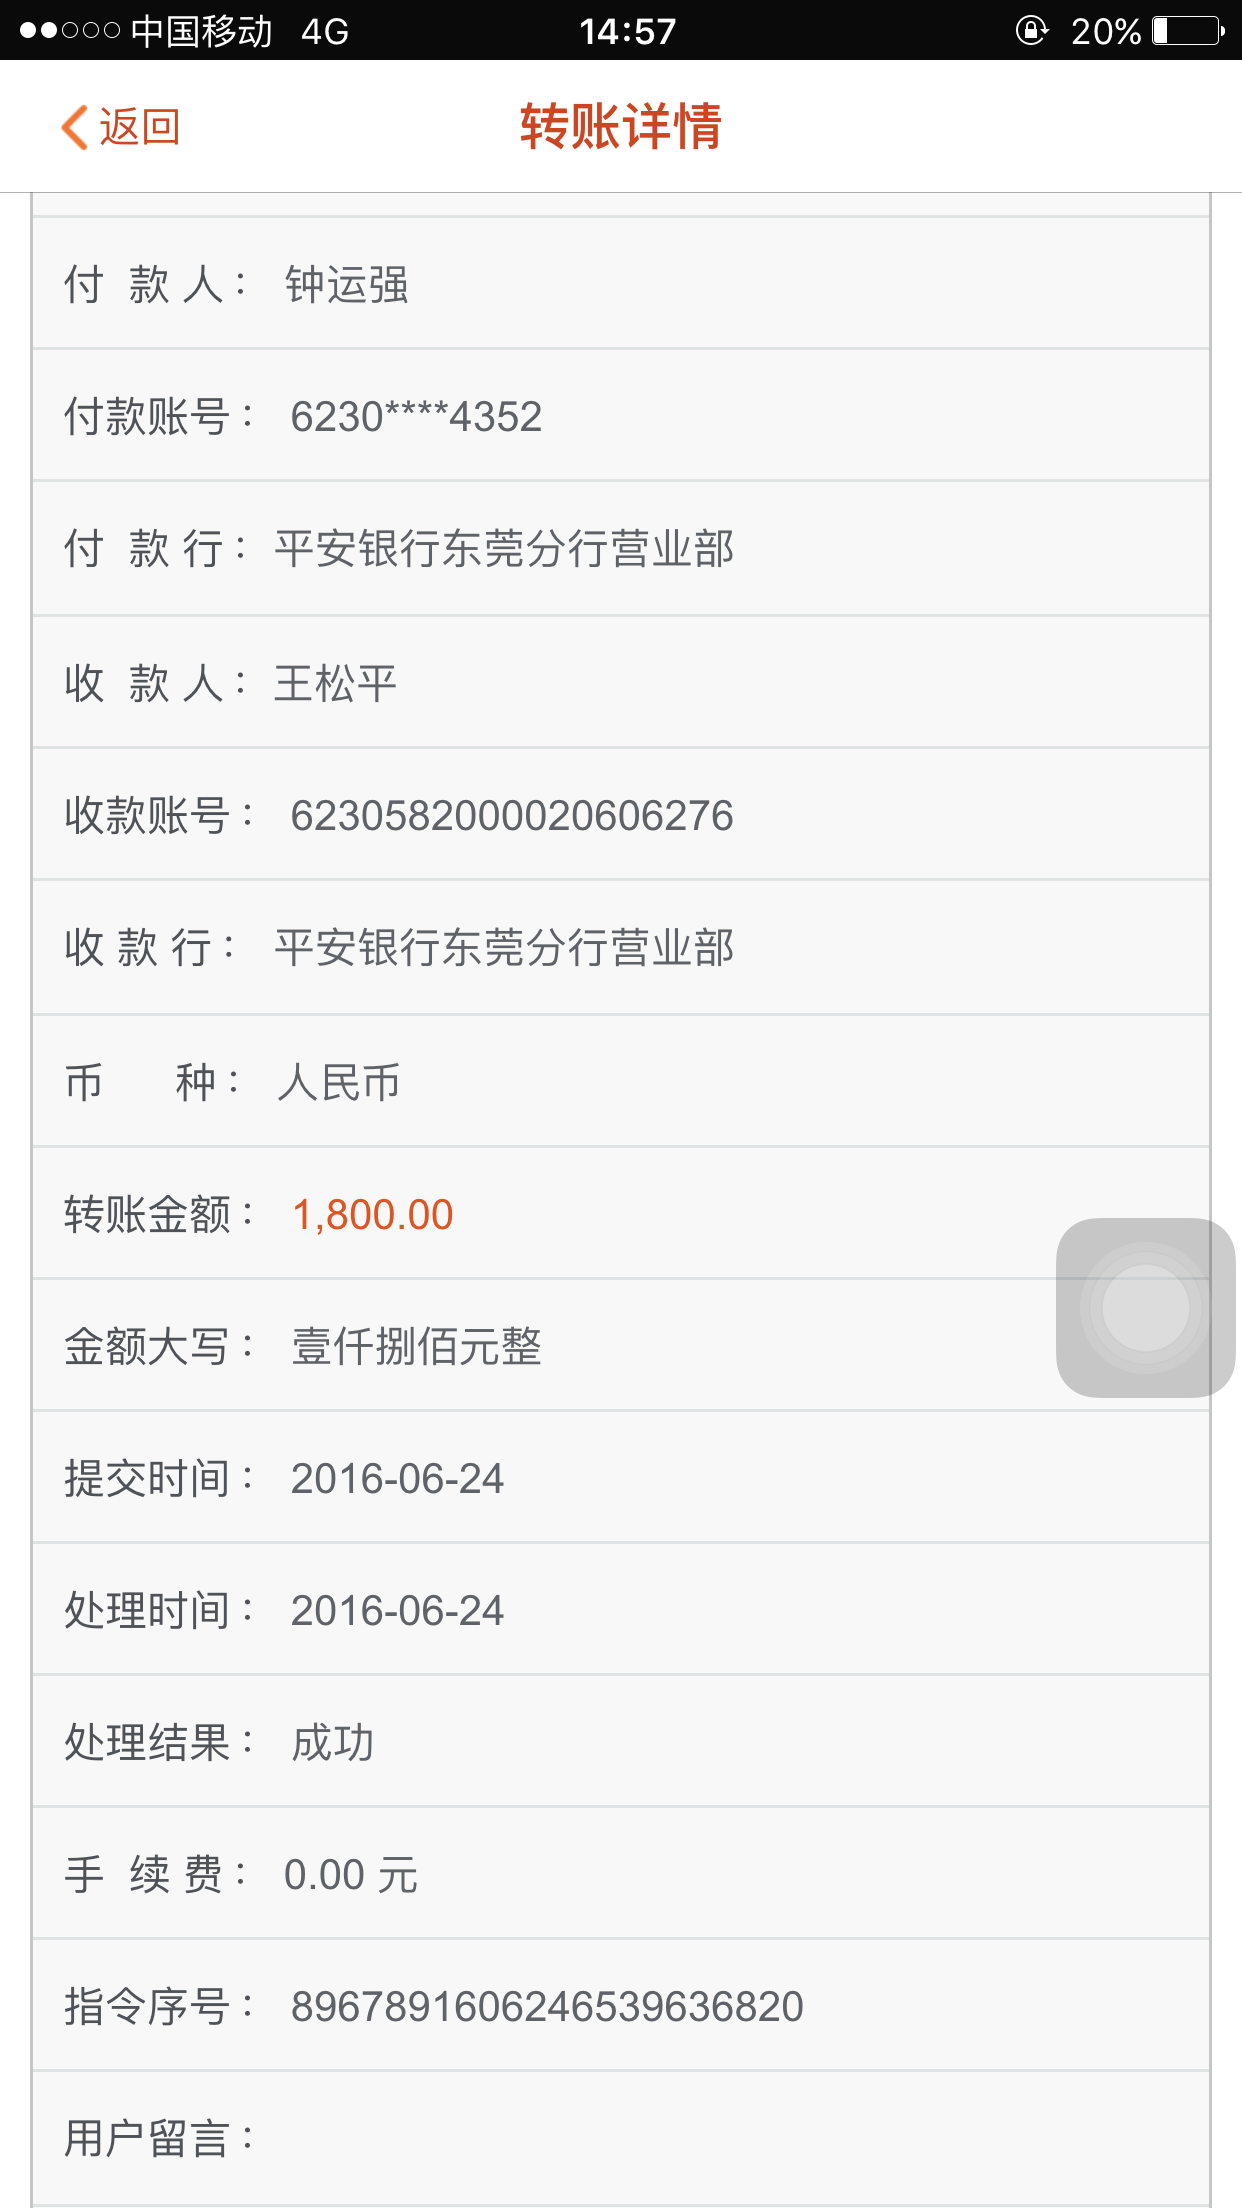 中国移动 4G 14:57 20%
返回 转账详情
付 款 人： 钟运强
付款账号： 6230****4352
付 款 行： 平安银行东莞分行营业部
收 款 人： 王松平
收款账号： 6230582000020606276
收 款 行： 平安银行东莞分行营业部
币 种： 人民币
转账金额： 1,800.00
金额大写： 壹仟捌佰元整
提交时间： 2016-06-24
处理时间： 2016-06-24
处理结果： 成功
手 续 费： 0.00 元
指令序号： 8967891606246539636820
用户留言：